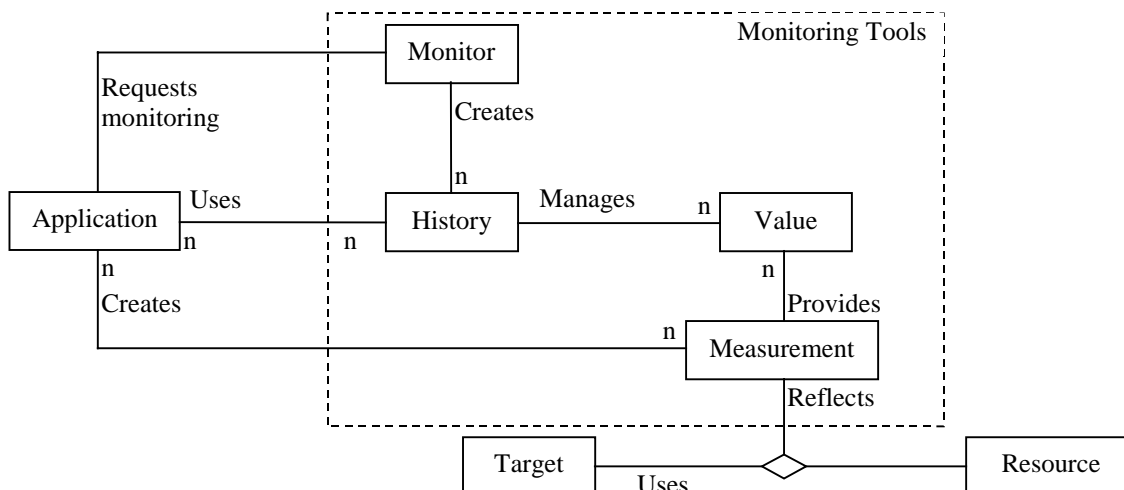 Monitoring Tools
Monitor
Requests
monitoring
Creates
n
Application
Uses
n
n
History
Manages
n
Value
n
Creates
n
Provides
n
Measurement
Reflects
Target
Uses
Resource